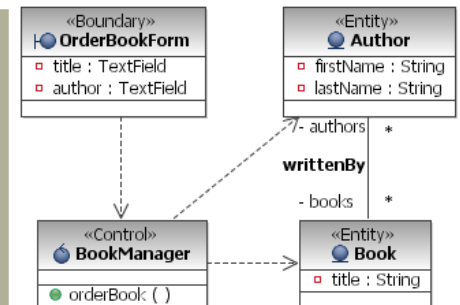 «Boundary»
OrderBookForm
title : TextField
author : TextField
«Entity»
Author
firstName : String
lastName : String
- authors *
writtenBy
- books *
«Control»
BookManager
orderBook ( )
«Entity»
Book
title : String